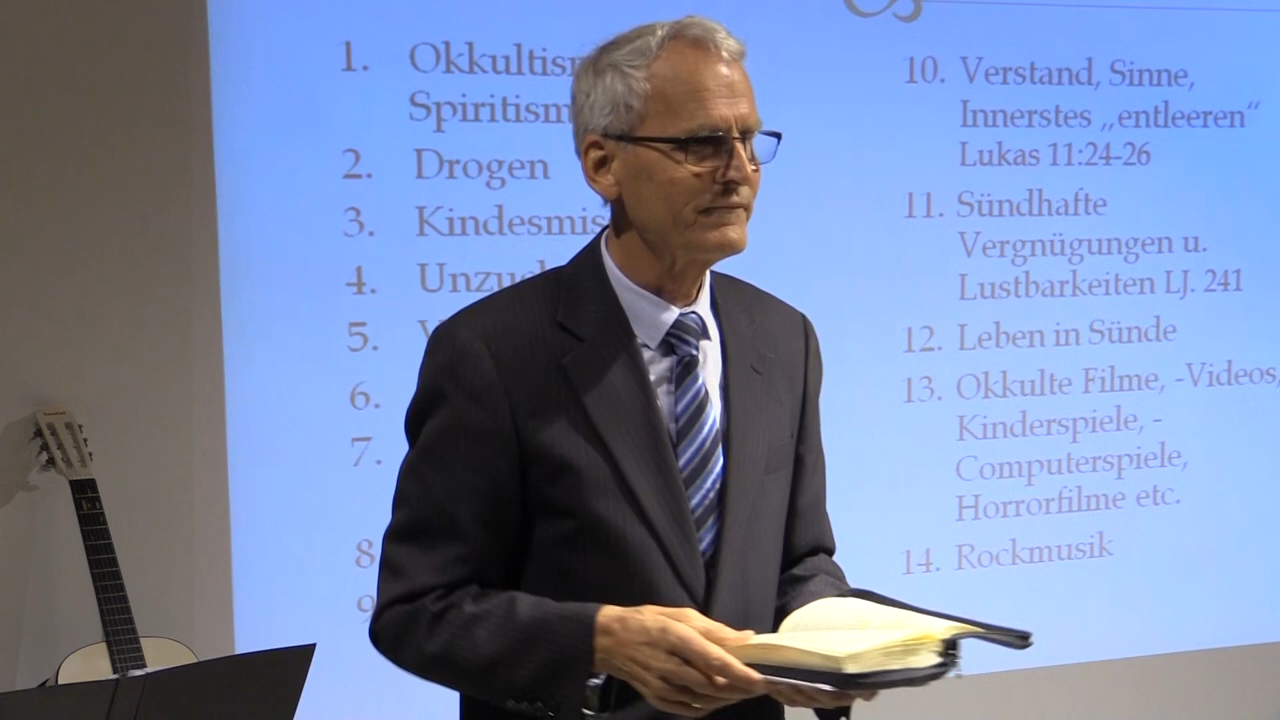 1. Okkultism
Spiritism
2. Drogen
3. Kindesmis
4. Unzuch
5.
6.
7.
8
9
10. Verstand, Sinne,
Innerstes „entleeren“
Lukas 11:24-26
11. Sündhafte
Vergnügungen u.
Lustbarkeiten LJ. 241
12. Leben in Sünde
13. Okkulte Filme, -Videos,
Kinderspiele, -
Computerspiele,
Horrorfilme etc.
14. Rockmusik